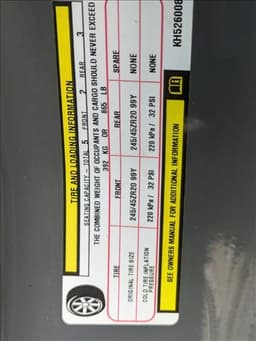 TIRE AND LOADING INFORMATION
SEATING CAPACITY - TOTAL 5 FRONT 2 REAR 3
THE COMBINED WEIGHT OF OCCUPANTS AND CARGO SHOULD NEVER EXCEED
392 KG OR 865 LB
TIRE FRONT REAR SPARE
ORIGINAL TIRE SIZE 245/45ZR20 99Y 245/45ZR20 99Y NONE
COLD TIRE INFLATION PRESSURE 220 kPa / 32 PSI 220 kPa / 32 PSI NONE
SEE OWNERS MANUAL FOR ADDITIONAL INFORMATION
KH526008